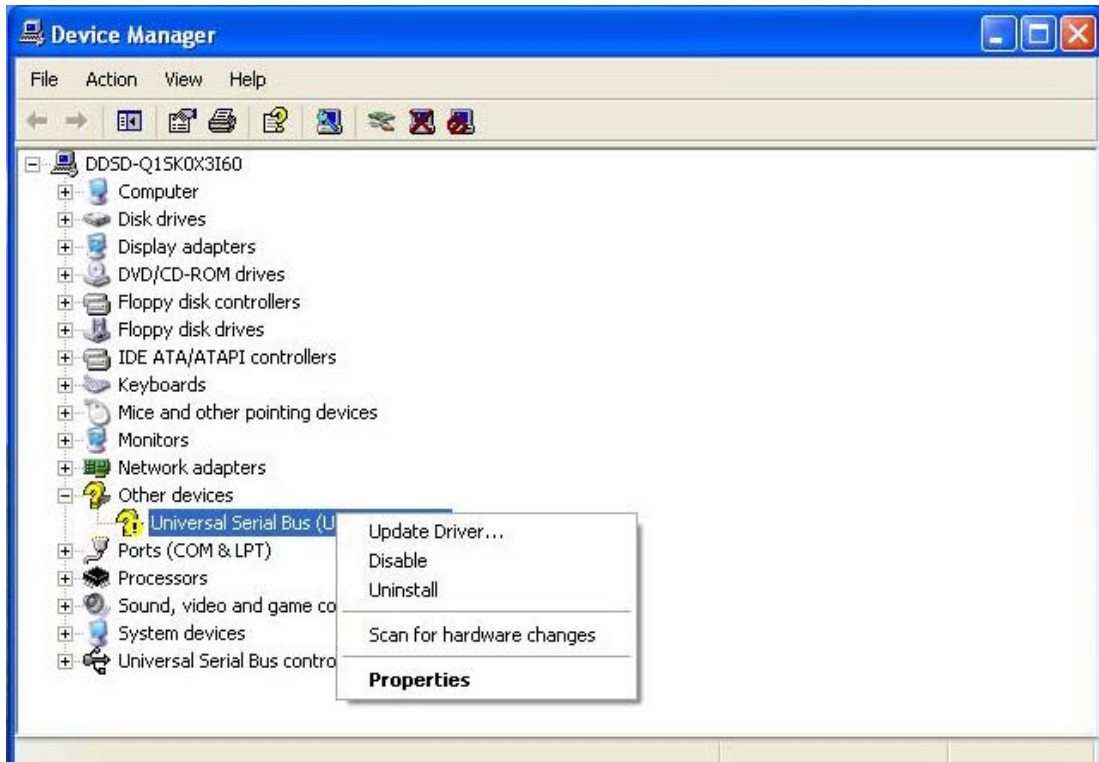 Device Manager
File Action View Help
DDSD-Q1SK0X3I60
Computer
Disk drives
Display adapters
DVD/CD-ROM drives
Floppy disk controllers
Floppy disk drives
IDE ATA/ATAPI controllers
Keyboards
Mice and other pointing devices
Monitors
Network adapters
Other devices
Universal Serial Bus (U
Ports (COM & LPT)
Processors
Sound, video and game co
System devices
Universal Serial Bus contro
Update Driver...
Disable
Uninstall
Scan for hardware changes
Properties